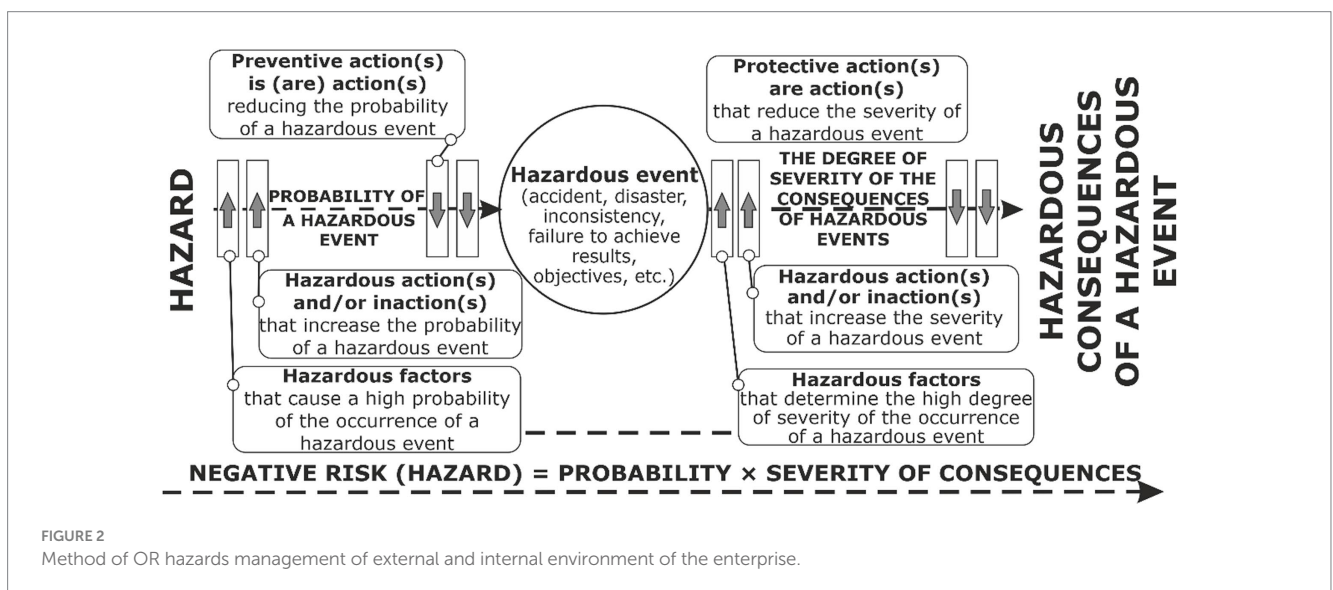 Preventive action(s)
is (are) action(s)
reducing the probability
of a hazardous event
Protective action(s)
are action(s)
that reduce the severity of
a hazardous event
HAZARD
PROBABILITY OF
A HAZARDOUS
EVENT
Hazardous event
(accident, disaster,
inconsistency,
failure to achieve
results,
objectives, etc.)
THE DEGREE OF
SEVERITY OF THE
CONSEQUENCES
OF HAZARDOUS
EVENTS
HAZARDOUS
CONSEQUENCES
OF A HAZARDOUS
EVENT
Hazardous action(s)
and/or inaction(s)
that increase the probability
of a hazardous event
Hazardous action(s)
and/or inaction(s)
that increase the severity
of a hazardous event
Hazardous factors
that cause a high probability
of the occurrence of a
hazardous event
Hazardous factors
that determine the high degree
of severity of the occurrence
of a hazardous event
NEGATIVE RISK (HAZARD) = PROBABILITY × SEVERITY OF CONSEQUENCES
FIGURE 2
Method of OR hazards management of external and internal environment of the enterprise.